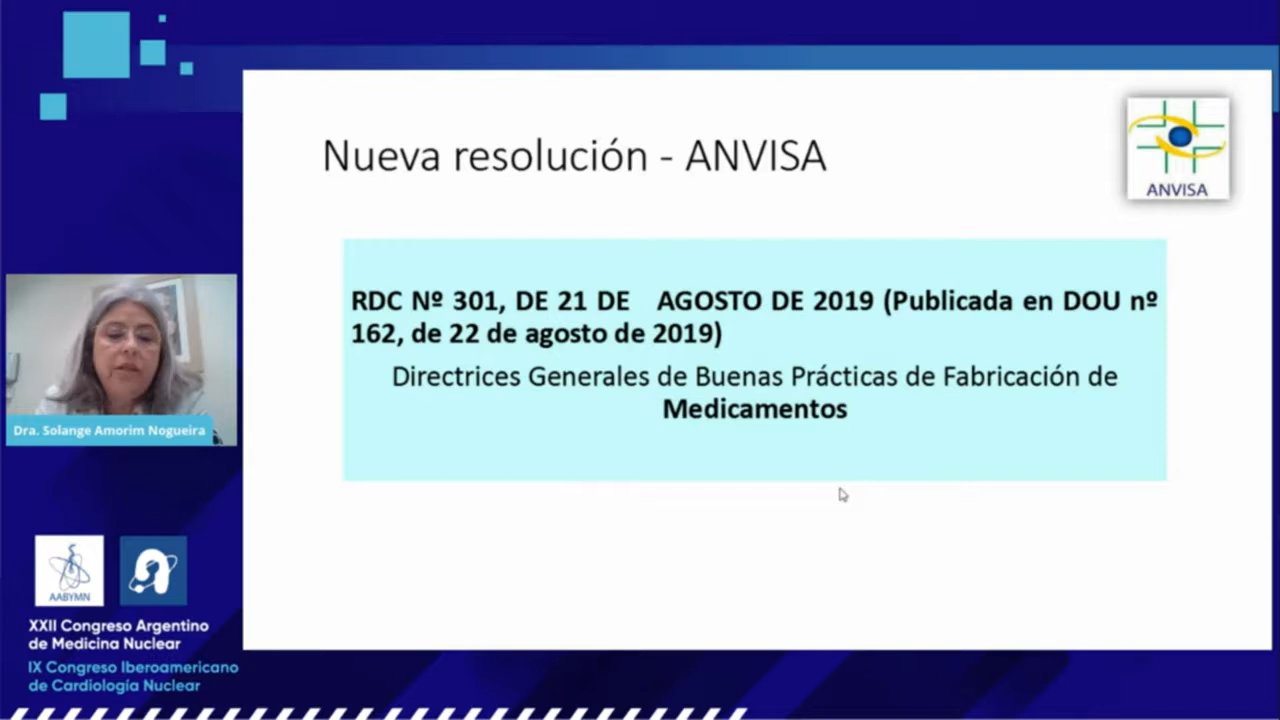 Nueva resolución - ANVISA
ANVISA
RDC Nº 301, DE 21 DE AGOSTO DE 2019 (Publicada en DOU nº
162, de 22 de agosto de 2019)
Directrices Generales de Buenas Prácticas de Fabricación de
Medicamentos
Dra. Solange Amorim Nogueira
AABYMN
XXII Congreso Argentino
de Medicina Nuclear
IX Congreso Iberoamericano
de Cardiología Nuclear